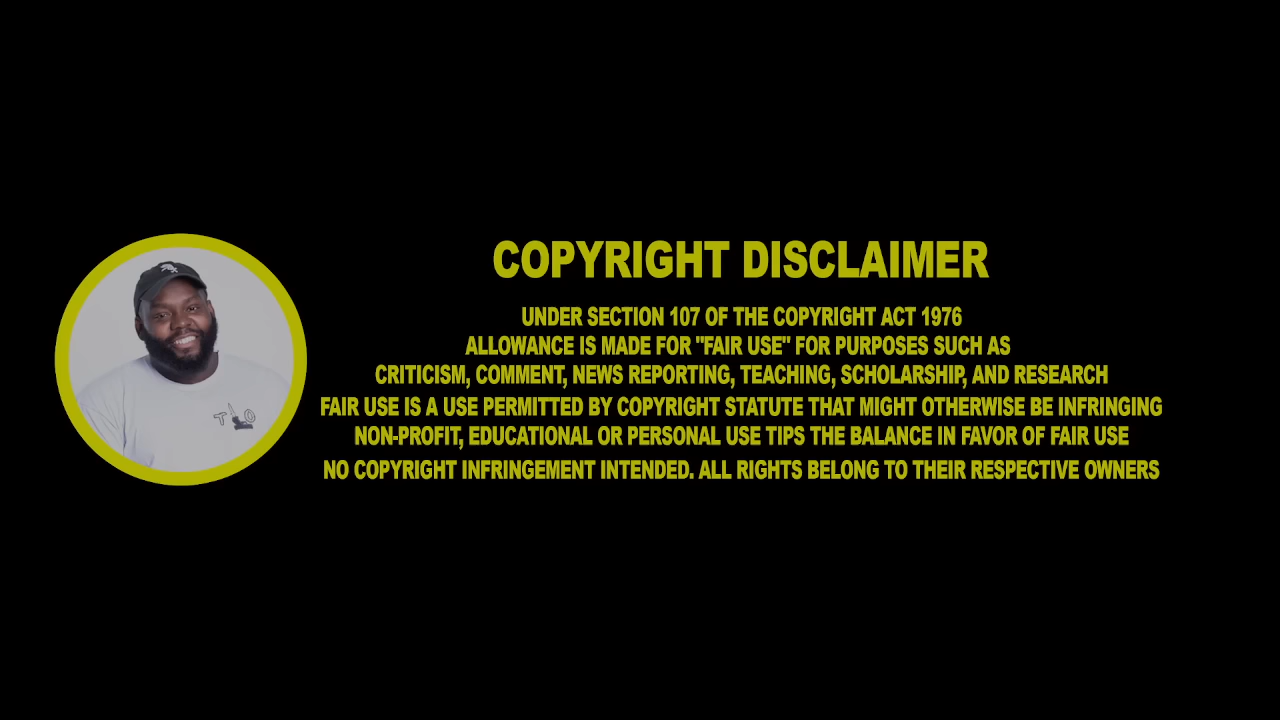 COPYRIGHT DISCLAIMER
UNDER SECTION 107 OF THE COPYRIGHT ACT 1976
ALLOWANCE IS MADE FOR "FAIR USE" FOR PURPOSES SUCH AS
CRITICISM, COMMENT, NEWS REPORTING, TEACHING, SCHOLARSHIP, AND RESEARCH
FAIR USE IS A USE PERMITTED BY COPYRIGHT STATUTE THAT MIGHT OTHERWISE BE INFRINGING
NON-PROFIT, EDUCATIONAL OR PERSONAL USE TIPS THE BALANCE IN FAVOR OF FAIR USE
NO COPYRIGHT INFRINGEMENT INTENDED. ALL RIGHTS BELONG TO THEIR RESPECTIVE OWNERS